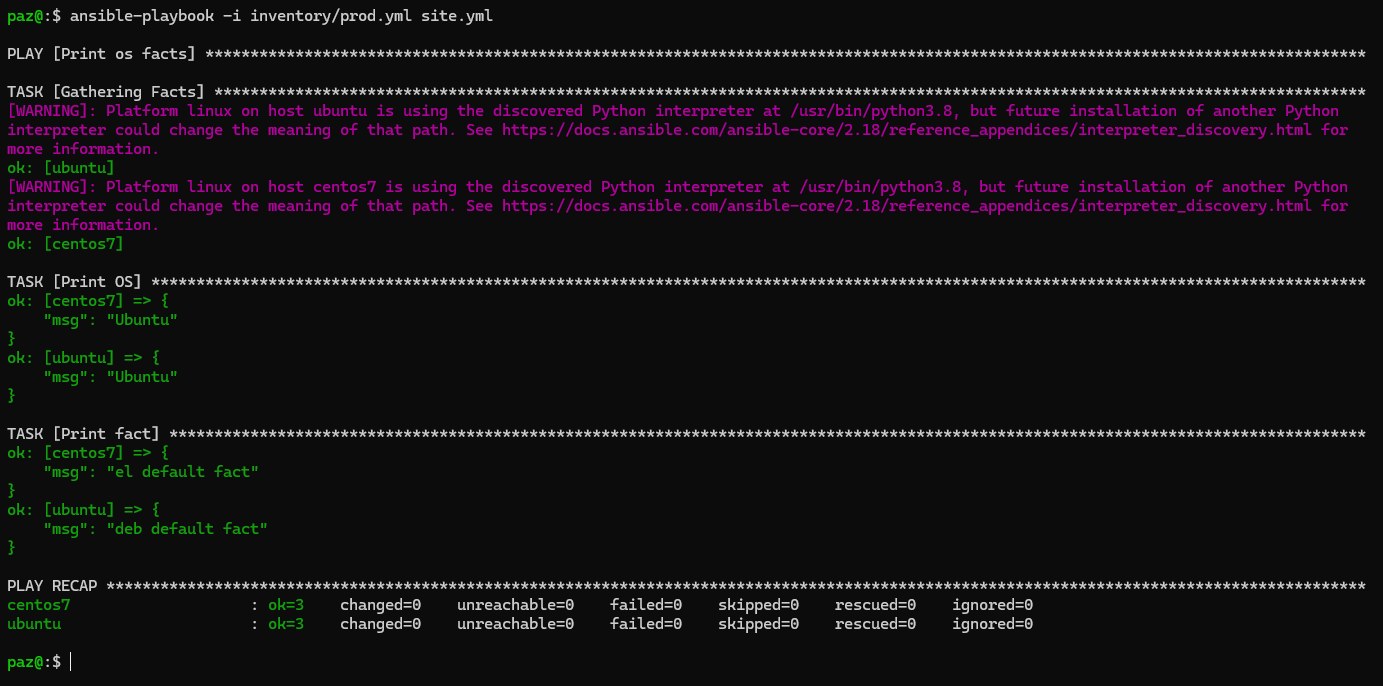 paz@:$ ansible-playbook -i inventory/prod.yml site.yml
PLAY [Print os facts] *********************************************************************************************************************************
TASK [Gathering Facts] ********************************************************************************************************************************
[WARNING]: Platform linux on host ubuntu is using the discovered Python interpreter at /usr/bin/python3.8, but future installation of another Python
interpreter could change the meaning of that path. See https://docs.ansible.com/ansible-core/2.18/reference_appendices/interpreter_discovery.html for
more information.
ok: [ubuntu]
[WARNING]: Platform linux on host centos7 is using the discovered Python interpreter at /usr/bin/python3.8, but future installation of another Python
interpreter could change the meaning of that path. See https://docs.ansible.com/ansible-core/2.18/reference_appendices/interpreter_discovery.html for
more information.
ok: [centos7]
TASK [Print OS] ***************************************************************************************************************************************
ok: [centos7] => {
    "msg": "Ubuntu"
}
ok: [ubuntu] => {
    "msg": "Ubuntu"
}
TASK [Print fact] *************************************************************************************************************************************
ok: [centos7] => {
    "msg": "el default fact"
}
ok: [ubuntu] => {
    "msg": "deb default fact"
}
PLAY RECAP ********************************************************************************************************************************************
centos7                    : ok=3    changed=0    unreachable=0    failed=0    skipped=0    rescued=0    ignored=0
ubuntu                     : ok=3    changed=0    unreachable=0    failed=0    skipped=0    rescued=0    ignored=0
paz@:$